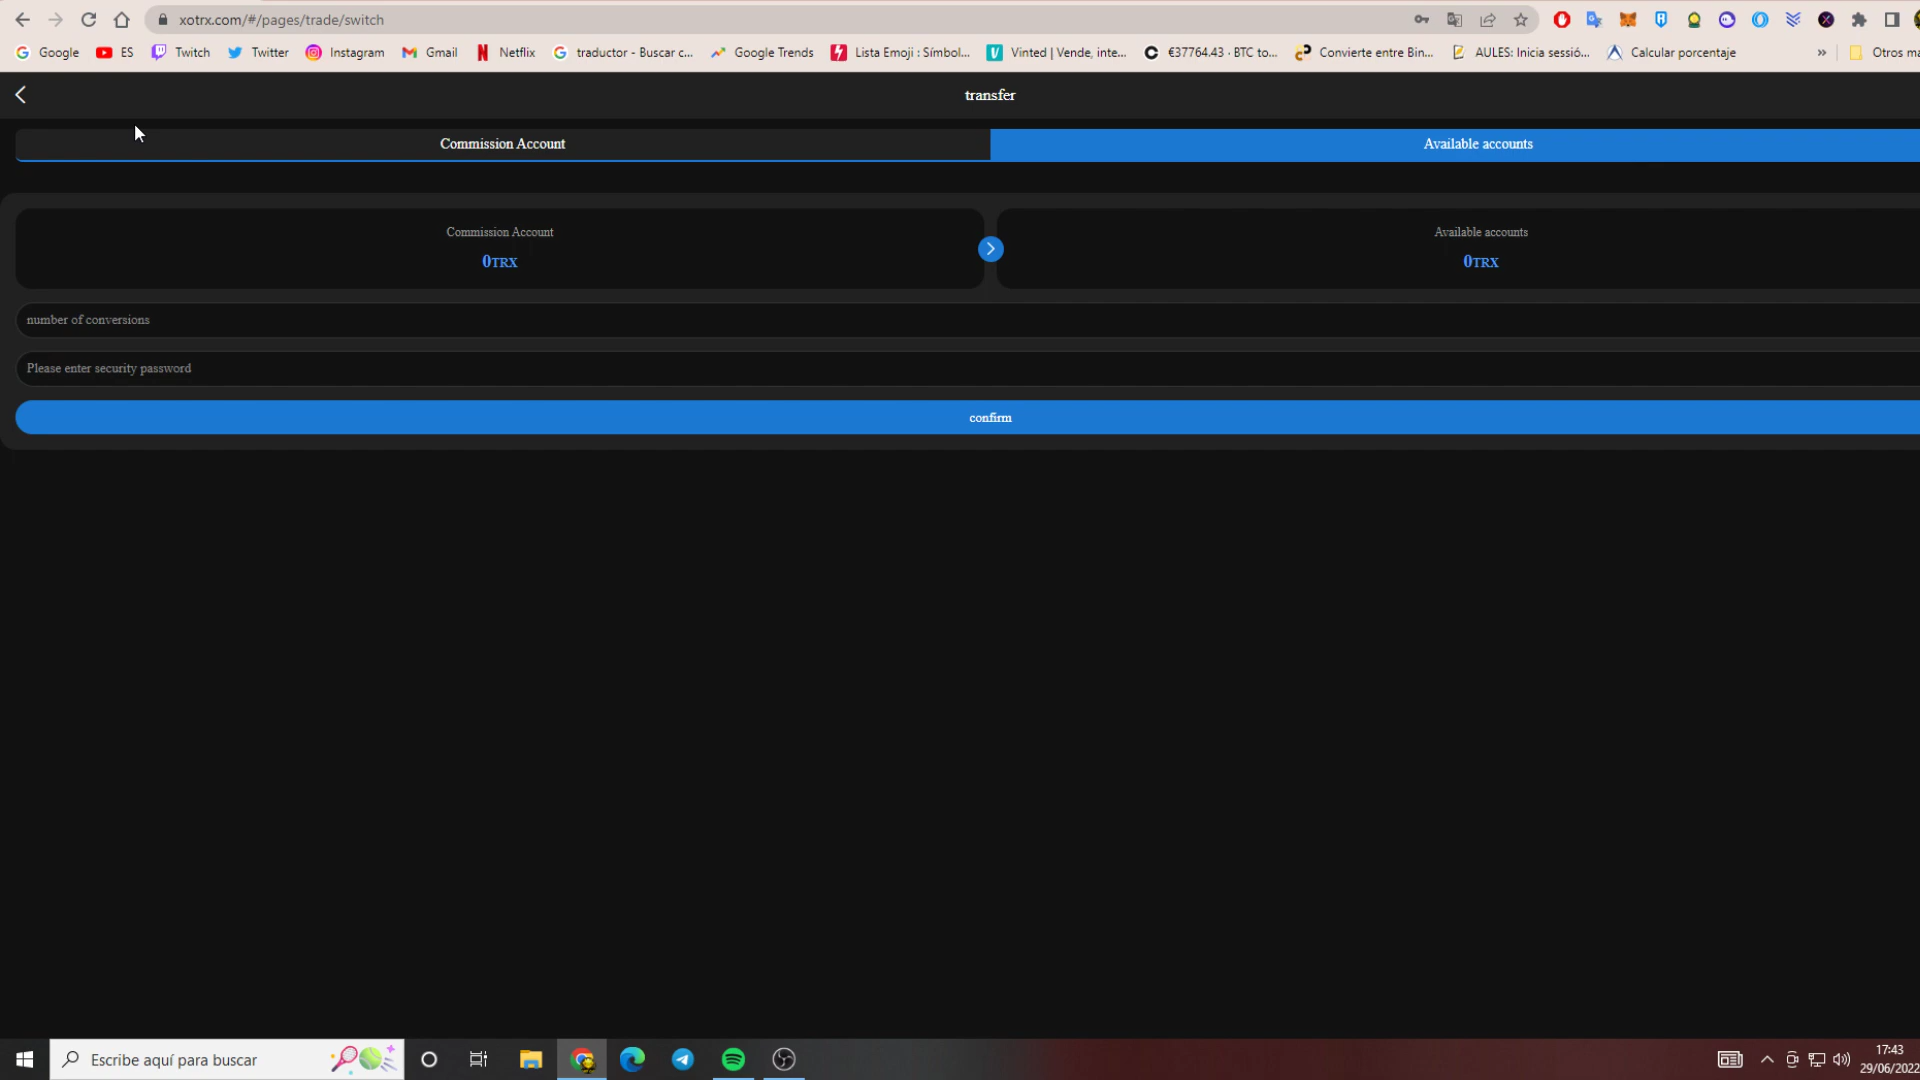 xotrx.com/#/pages/trade/switch
Google ES Twitch Twitter Instagram Gmail Netflix traductor - Buscar c... Google Trends Lista Emoji : Símbol... Vinted | Vende, inte... €37764.43 · BTC to... Convierte entre Bin... AULES: Inicia sessió... Calcular porcentaje » Otros ma
transfer
Commission Account Available accounts
Commission Account Available accounts
0TRX 0TRX
number of conversions
Please enter security password
confirm
Escribe aquí para buscar
17:43
29/06/2022